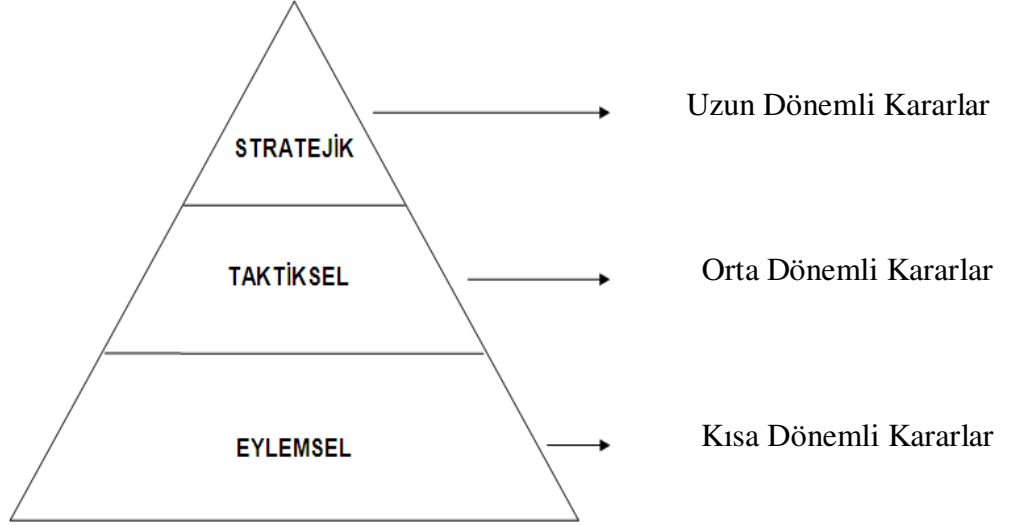 Uzun Dönemli Kararlar
STRATEJİK
TAKTİKSEL
Orta Dönemli Kararlar
EYLEMSEL
Kısa Dönemli Kararlar